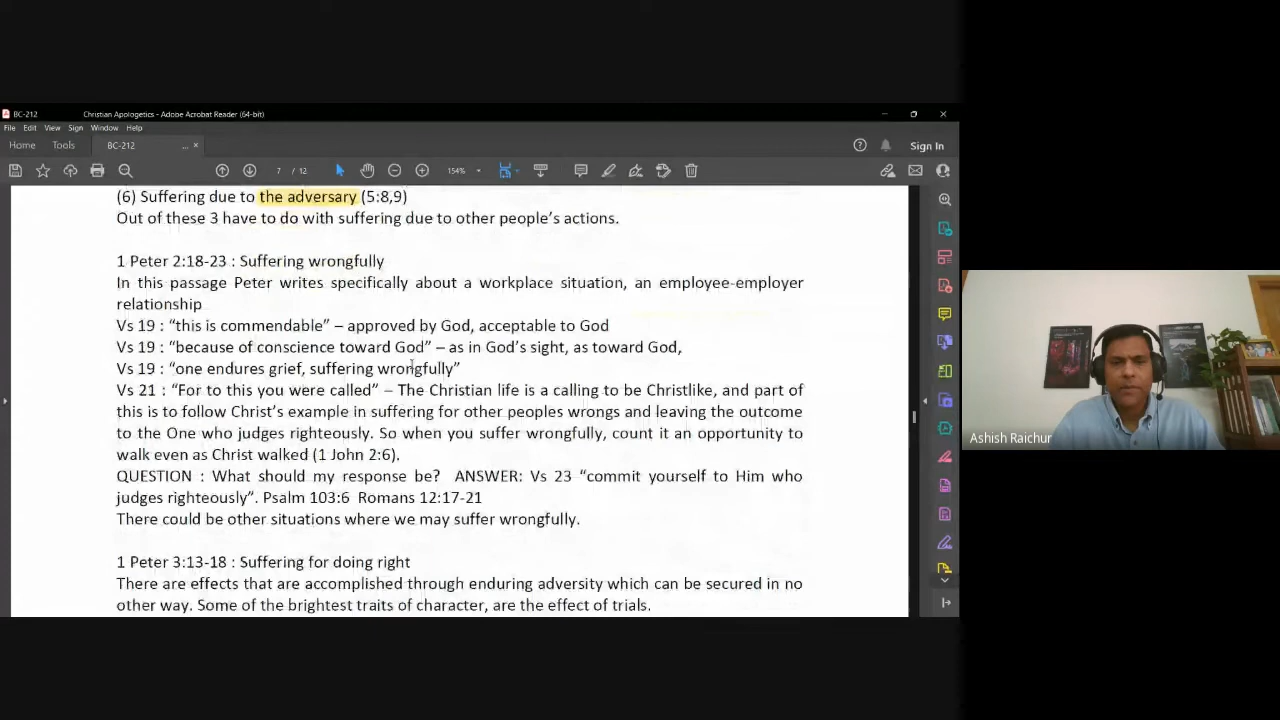 BC-212 Christian Apologetics - Adobe Acrobat Reader (64-bit)
File Edit View Sign Window Help
Home Tools BC-212 ... × Sign In
7 / 12 154%
(6) Suffering due to the adversary (5:8,9)
Out of these 3 have to do with suffering due to other people’s actions.
1 Peter 2:18-23 : Suffering wrongfully
In this passage Peter writes specifically about a workplace situation, an employee-employer
relationship
Vs 19 : “this is commendable” – approved by God, acceptable to God
Vs 19 : “because of conscience toward God” – as in God’s sight, as toward God,
Vs 19 : “one endures grief, suffering wrongfully”
Vs 21 : “For to this you were called” – The Christian life is a calling to be Christlike, and part of
this is to follow Christ’s example in suffering for other peoples wrongs and leaving the outcome
to the One who judges righteously. So when you suffer wrongfully, count it an opportunity to
walk even as Christ walked (1 John 2:6).
QUESTION : What should my response be? ANSWER: Vs 23 “commit yourself to Him who
judges righteously”. Psalm 103:6 Romans 12:17-21
There could be other situations where we may suffer wrongfully.
1 Peter 3:13-18 : Suffering for doing right
There are effects that are accomplished through enduring adversity which can be secured in no
other way. Some of the brightest traits of character, are the effect of trials.
Ashish Raichur